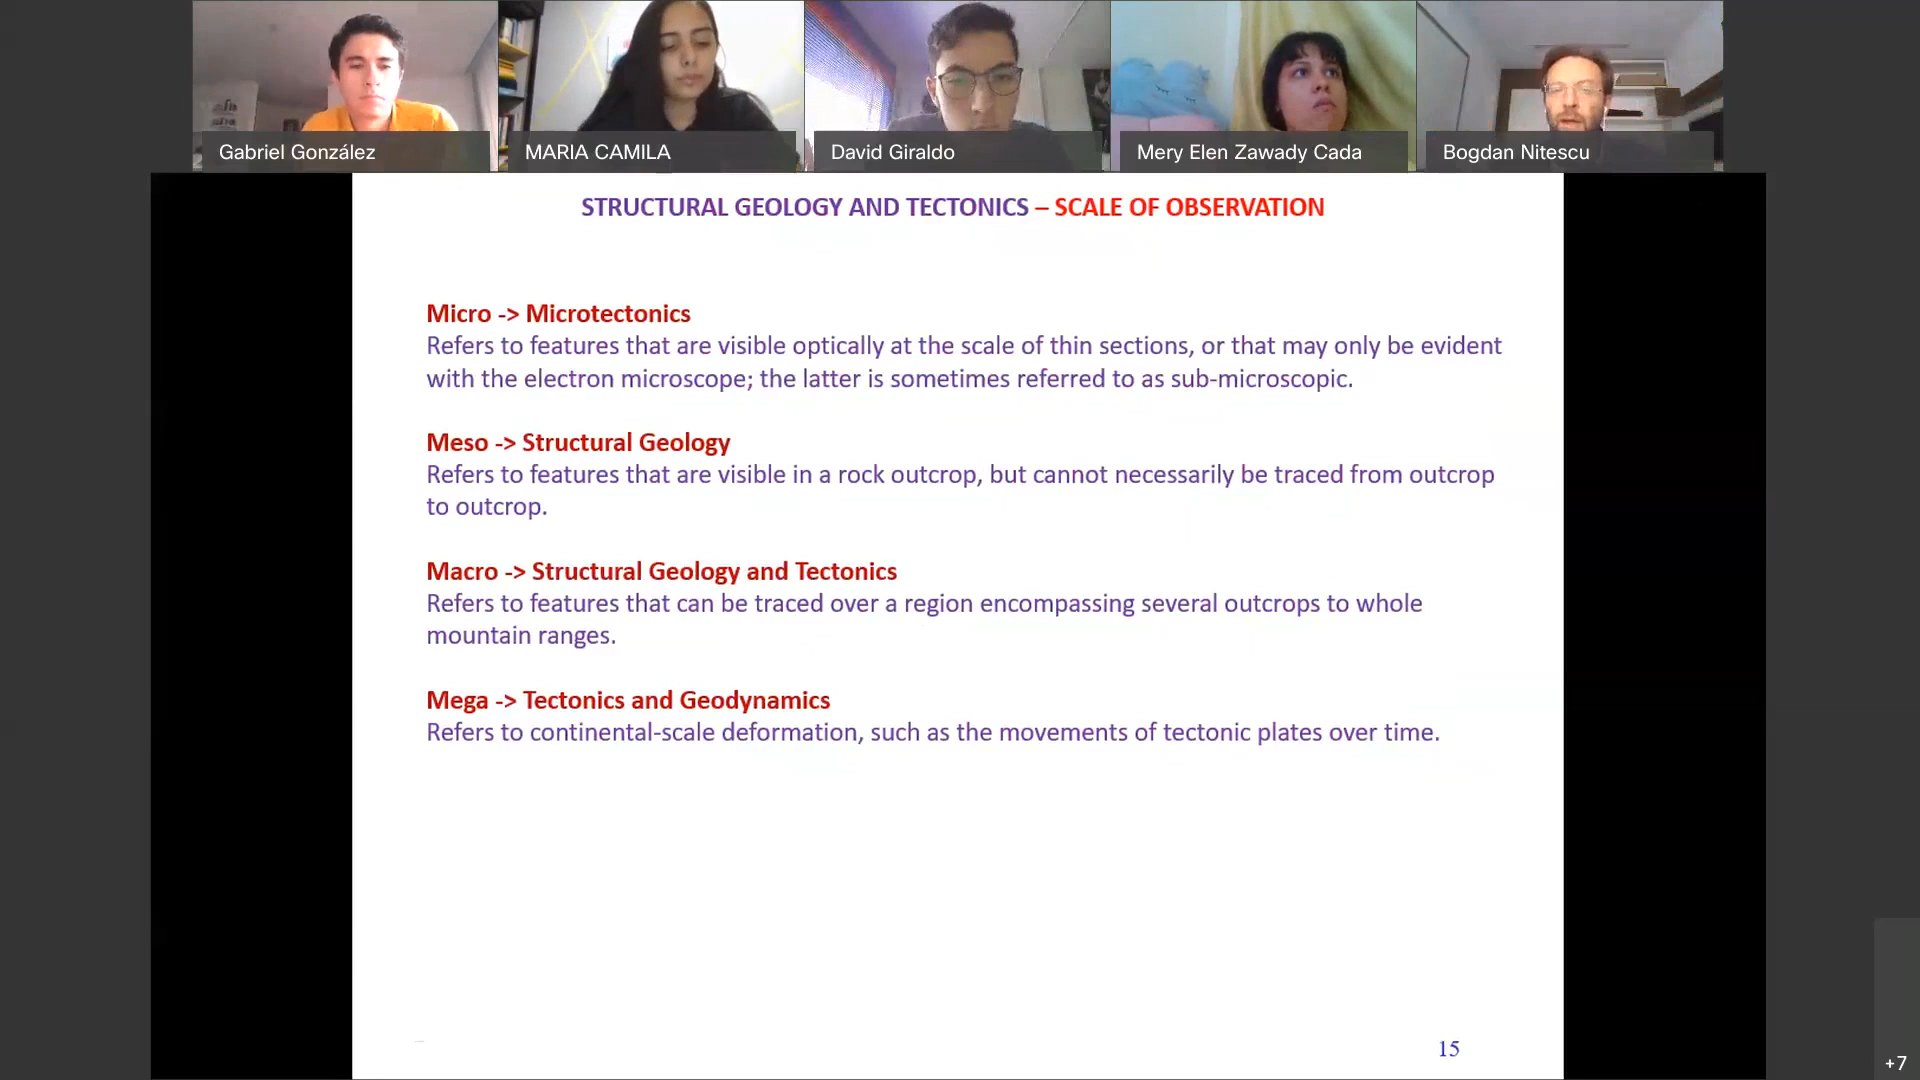 Gabriel González
MARIA CAMILA
David Giraldo
Mery Elen Zawady Cada
Bogdan Nitescu
STRUCTURAL GEOLOGY AND TECTONICS – SCALE OF OBSERVATION
Micro -> Microtectonics
Refers to features that are visible optically at the scale of thin sections, or that may only be evident
with the electron microscope; the latter is sometimes referred to as sub-microscopic.
Meso -> Structural Geology
Refers to features that are visible in a rock outcrop, but cannot necessarily be traced from outcrop
to outcrop.
Macro -> Structural Geology and Tectonics
Refers to features that can be traced over a region encompassing several outcrops to whole
mountain ranges.
Mega -> Tectonics and Geodynamics
Refers to continental-scale deformation, such as the movements of tectonic plates over time.
15
+7